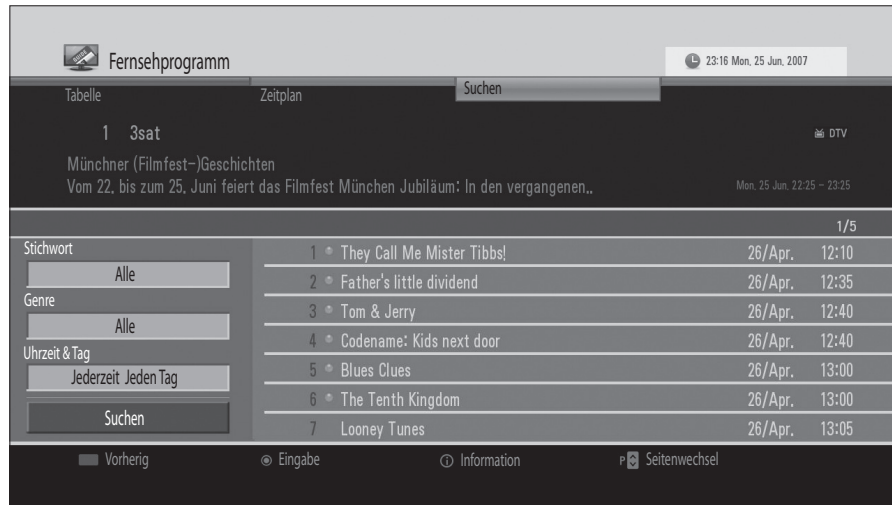 Fernsehprogramm
23:16 Mon, 25 Jun, 2007
Tabelle Zeitplan Suchen
1 3sat DTV
Münchner (Filmfest-)Geschichten
Vom 22. bis zum 25. Juni feiert das Filmfest München Jubiläum: In den vergangenen.. Mon, 25 Jun, 22:25 - 23:25
1/5
Stichwort
Alle
Genre
Alle
Uhrzeit & Tag
Jederzeit Jeden Tag
Suchen
1 They Call Me Mister Tibbs! 26/Apr. 12:10
2 Father's little dividend 26/Apr. 12:35
3 Tom & Jerry 26/Apr. 12:40
4 Codename: Kids next door 26/Apr. 12:40
5 Blues Clues 26/Apr. 13:00
6 The Tenth Kingdom 26/Apr. 13:00
7 Looney Tunes 26/Apr. 13:05
Vorherig Eingabe Information P Seitenwechsel